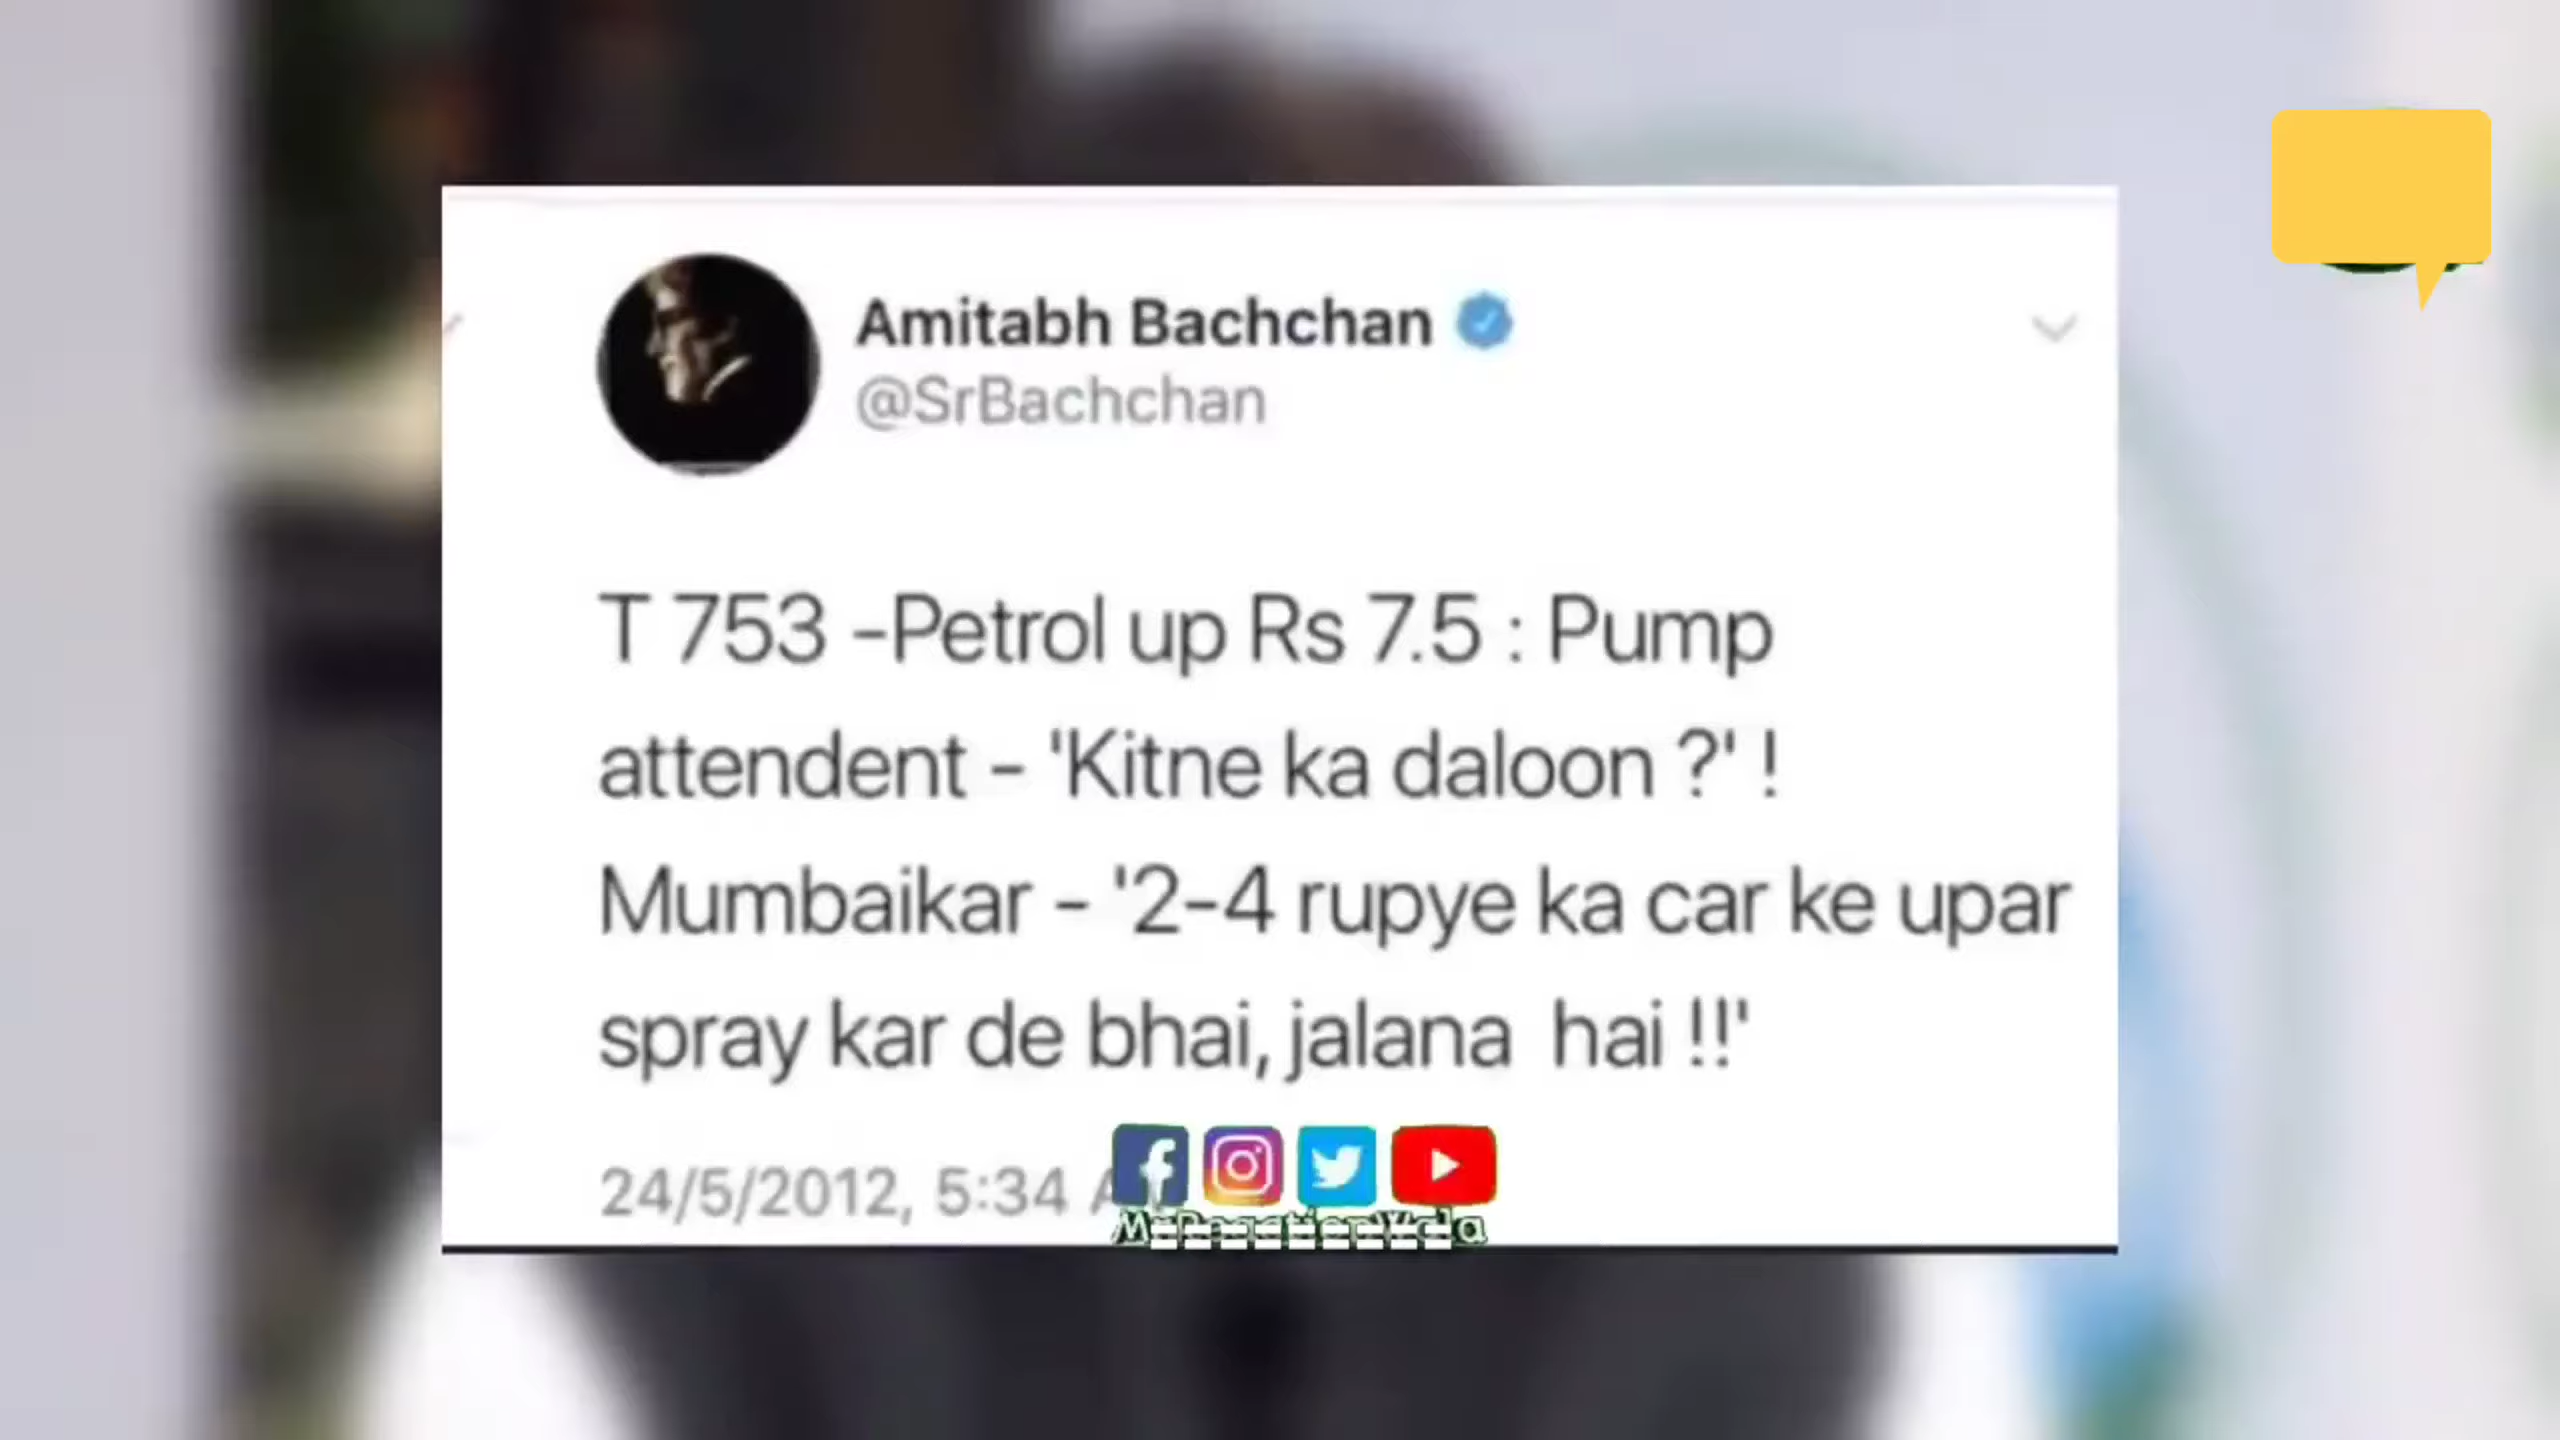 Amitabh Bachchan
@SrBachchan
T 753 -Petrol up Rs 7.5 : Pump
attendent - 'Kitne ka daloon ?' !
Mumbaikar - '2-4 rupye ka car ke upar
spray kar de bhai, jalana hai !!'
24/5/2012, 5:34
MrReactionWala